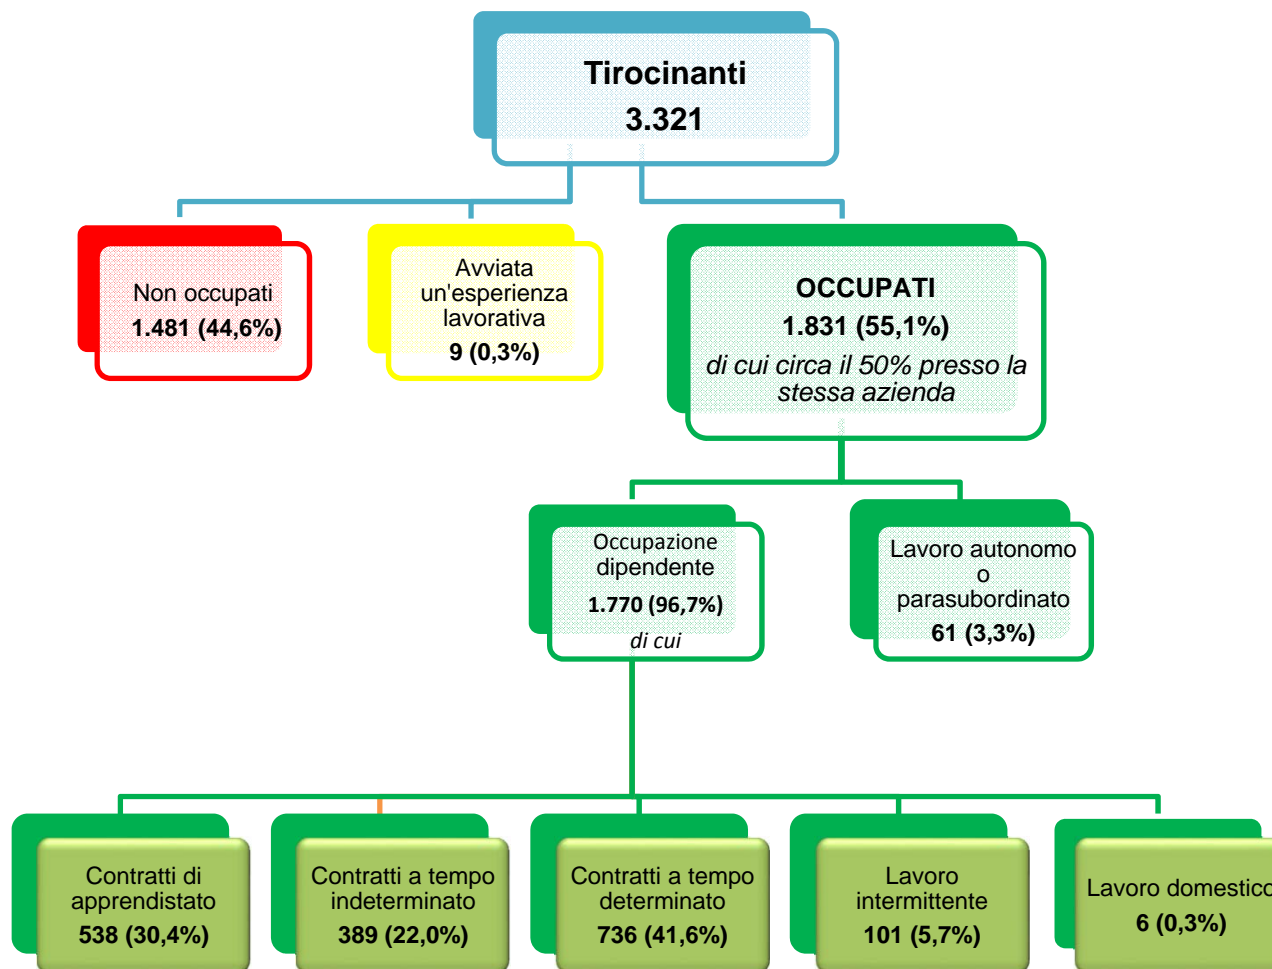 Tirocinanti
3.321
Non occupati
1.481 (44,6%)
Avviata
un'esperienza
lavorativa
9 (0,3%)
OCCUPATI
1.831 (55,1%)
di cui circa il 50% presso la
stessa azienda
Occupazione
dipendente
1.770 (96,7%)
di cui
Lavoro autonomo
o
parasubordinato
61 (3,3%)
Contratti di
apprendistato
538 (30,4%)
Contratti a tempo
indeterminato
389 (22,0%)
Contratti a tempo
determinato
736 (41,6%)
Lavoro
intermittente
101 (5,7%)
Lavoro domestico
6 (0,3%)